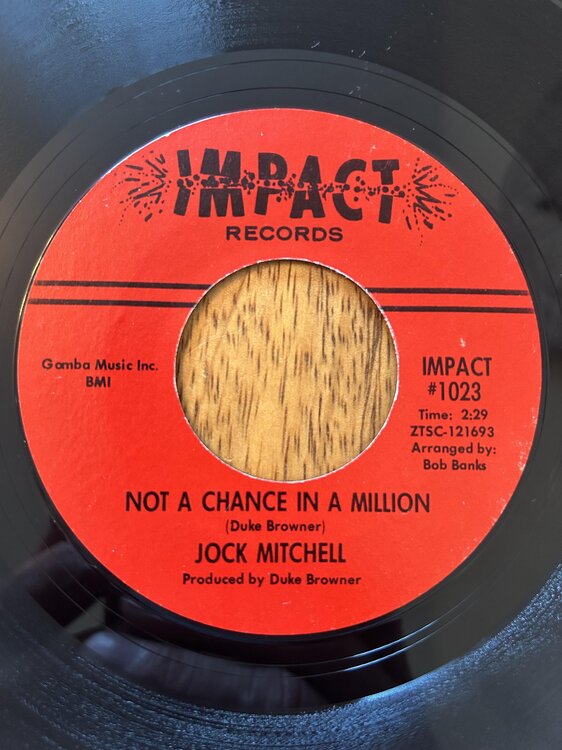 IMPACT
RECORDS
Gomba Music Inc.
BMI
IMPACT
#1023
Time: 2:29
ZTSC-121693
Arranged by:
Bob Banks
NOT A CHANCE IN A MILLION
(Duke Browner)
JOCK MITCHELL
Produced by Duke Browner